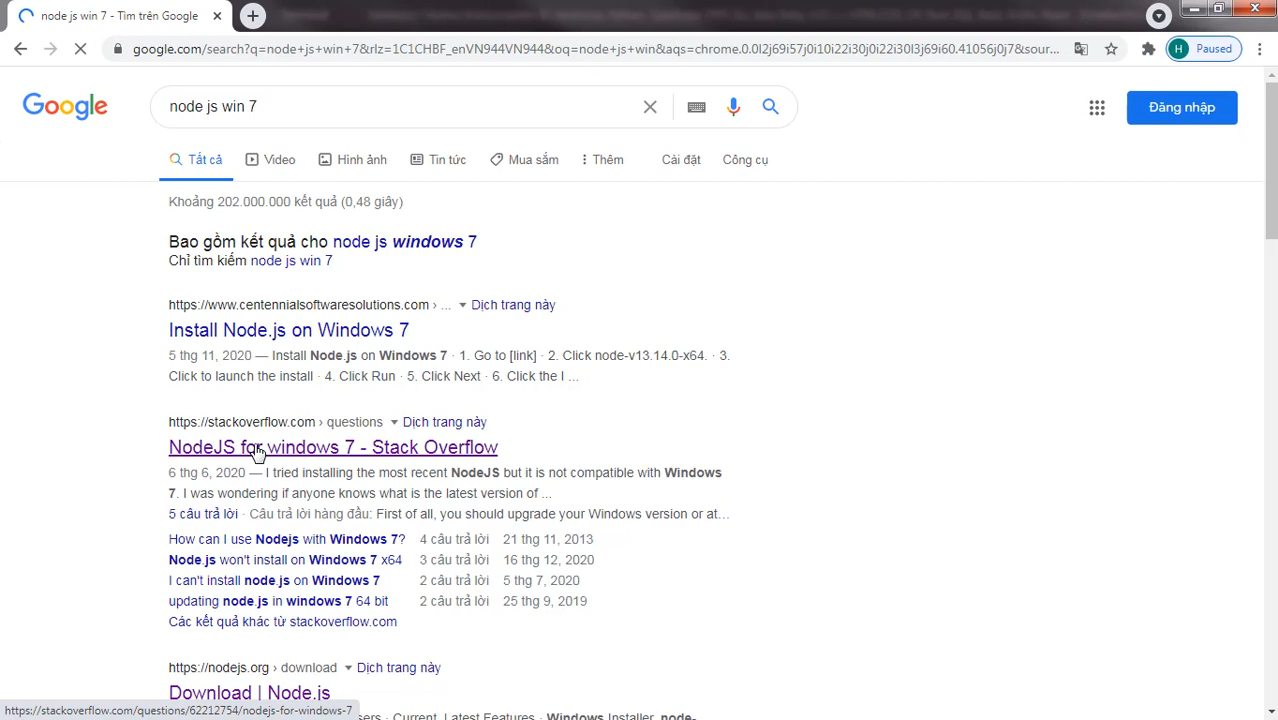 node js win 7 - Tìm trên Google
google.com/search?q=node+js+win+7&rlz=1C1CHBF_enVN944VN944&oq=node+js+win&aqs=chrome.0.0l2j69i57j0i10i22i30j0i22i30l3j69i60.41056j0j7&sour...
H Paused
Google
node js win 7
Đăng nhập
Tất cả
Video
Hình ảnh
Tin tức
Mua sắm
Thêm
Cài đặt
Công cụ
Khoảng 202.000.000 kết quả (0,48 giây)
Bao gồm kết quả cho node js windows 7
Chỉ tìm kiếm node js win 7
https://www.centennialsoftwaresolutions.com › ... Dịch trang này
Install Node.js on Windows 7
5 thg 11, 2020 — Install Node.js on Windows 7 · 1. Go to [link] · 2. Click node-v13.14.0-x64. · 3.
Click to launch the install · 4. Click Run · 5. Click Next · 6. Click the I ...
https://stackoverflow.com › questions Dịch trang này
NodeJS for windows 7 - Stack Overflow
6 thg 6, 2020 — I tried installing the most recent NodeJS but it is not compatible with Windows
7. I was wondering if anyone knows what is the latest version of ...
5 câu trả lời · Câu trả lời hàng đầu: First of all, you should upgrade your Windows version or at...
How can I use Nodejs with Windows 7? 4 câu trả lời 21 thg 11, 2013
Node.js won't install on Windows 7 x64 3 câu trả lời 16 thg 12, 2020
I can't install node.js on Windows 7 2 câu trả lời 5 thg 7, 2020
updating node.js in windows 7 64 bit 2 câu trả lời 25 thg 9, 2019
Các kết quả khác từ stackoverflow.com
https://nodejs.org › download Dịch trang này
Download | Node.js
https://stackoverflow.com/questions/62212754/nodejs-for-windows-7
sers · Current. Latest Features · Windows Installer, node-